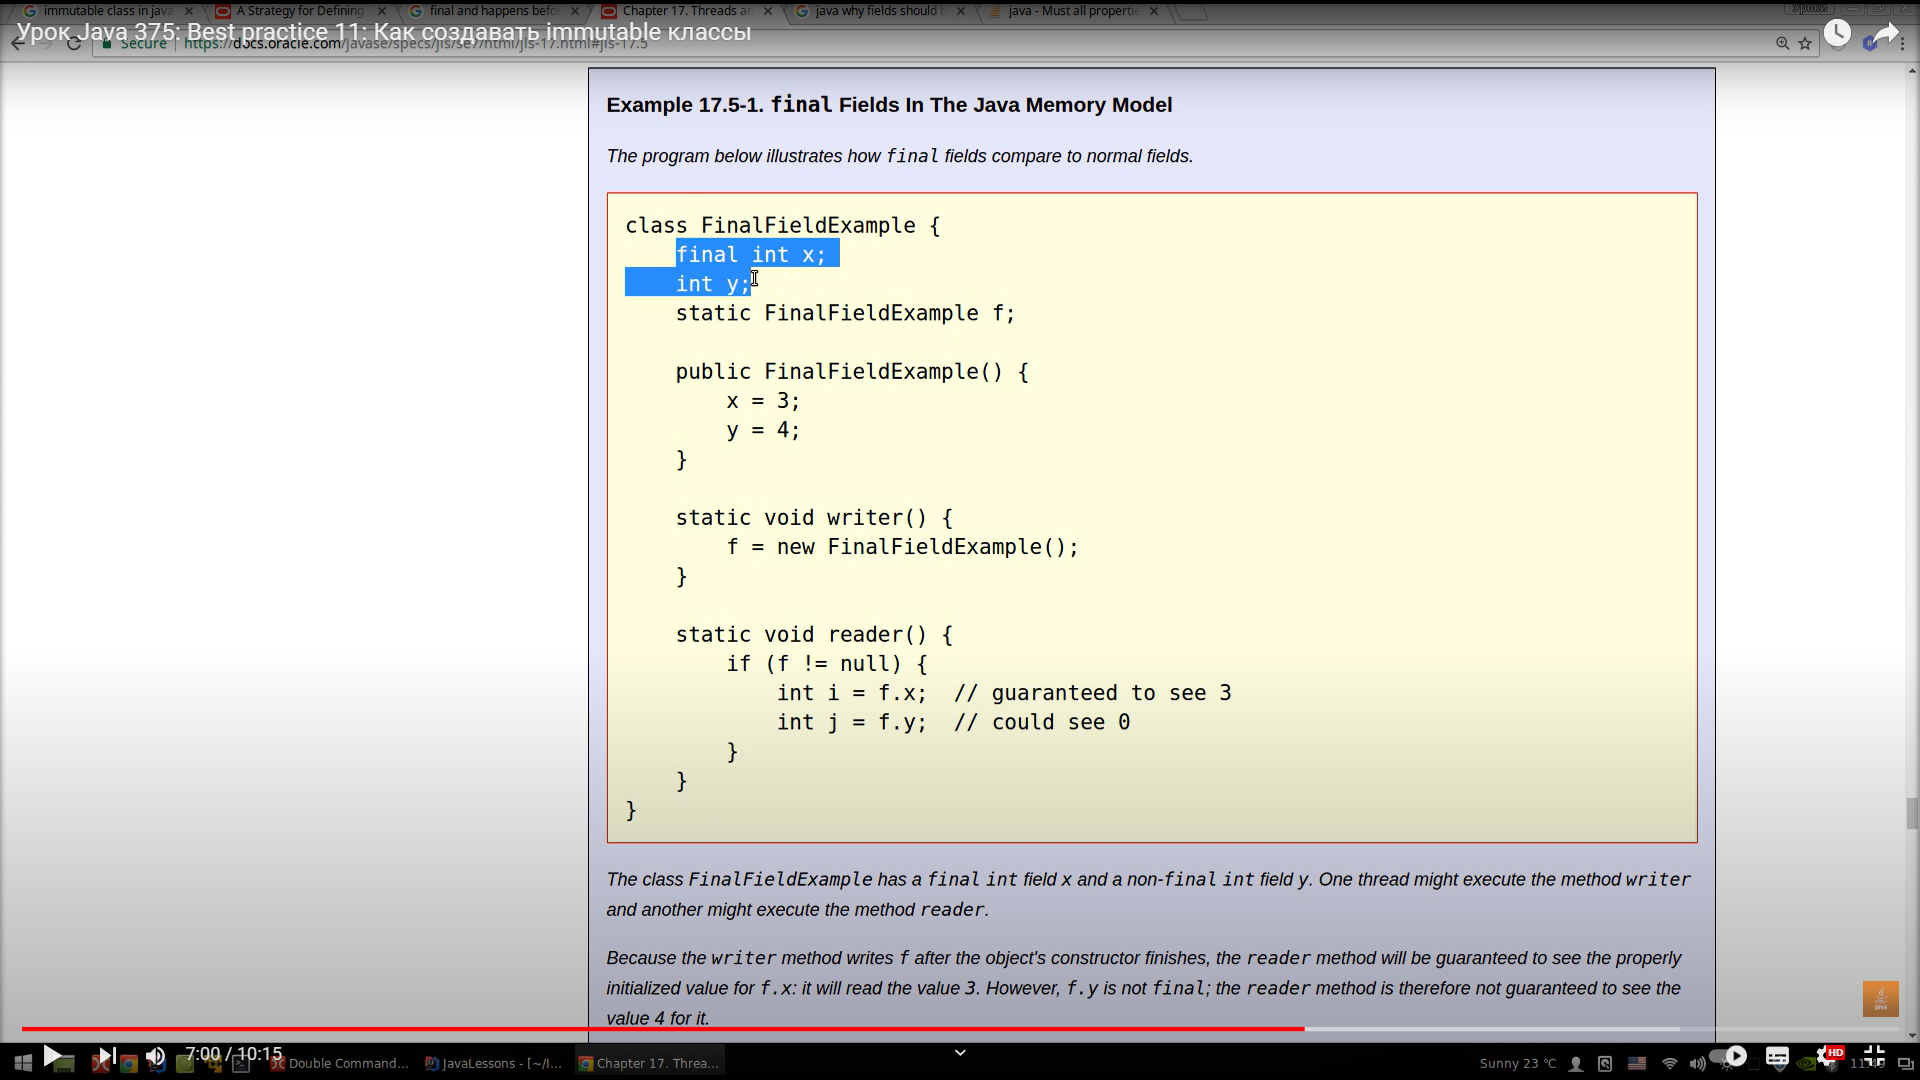 immutable class in java
A Strategy for Defining
final and happens befo
Chapter 17. Threads an
java why fields should b
java - Must all propertie
Уроки
Урок Java 375: Best practice 11: Как создавать immutable классы
Secure
https://docs.oracle.com/javase/specs/jls/se7/html/jls-17.html#jls-17.5
Example 17.5-1. final Fields In The Java Memory Model
The program below illustrates how final fields compare to normal fields.
class FinalFieldExample {
final int x;
int y;
static FinalFieldExample f;
public FinalFieldExample() {
x = 3;
y = 4;
}
static void writer() {
f = new FinalFieldExample();
}
static void reader() {
if (f != null) {
int i = f.x;  // guaranteed to see 3
int j = f.y;  // could see 0
}
}
}
The class FinalFieldExample has a final int field x and a non-final int field y. One thread might execute the method writer
and another might execute the method reader.
Because the writer method writes f after the object's constructor finishes, the reader method will be guaranteed to see the properly
initialized value for f.x: it will read the value 3. However, f.y is not final; the reader method is therefore not guaranteed to see the
value 4 for it.
java
7:00 / 10:15
Double Command...
JavaLessons - [~/I...
Chapter 17. Threa...
Sunny 23 °C
HD